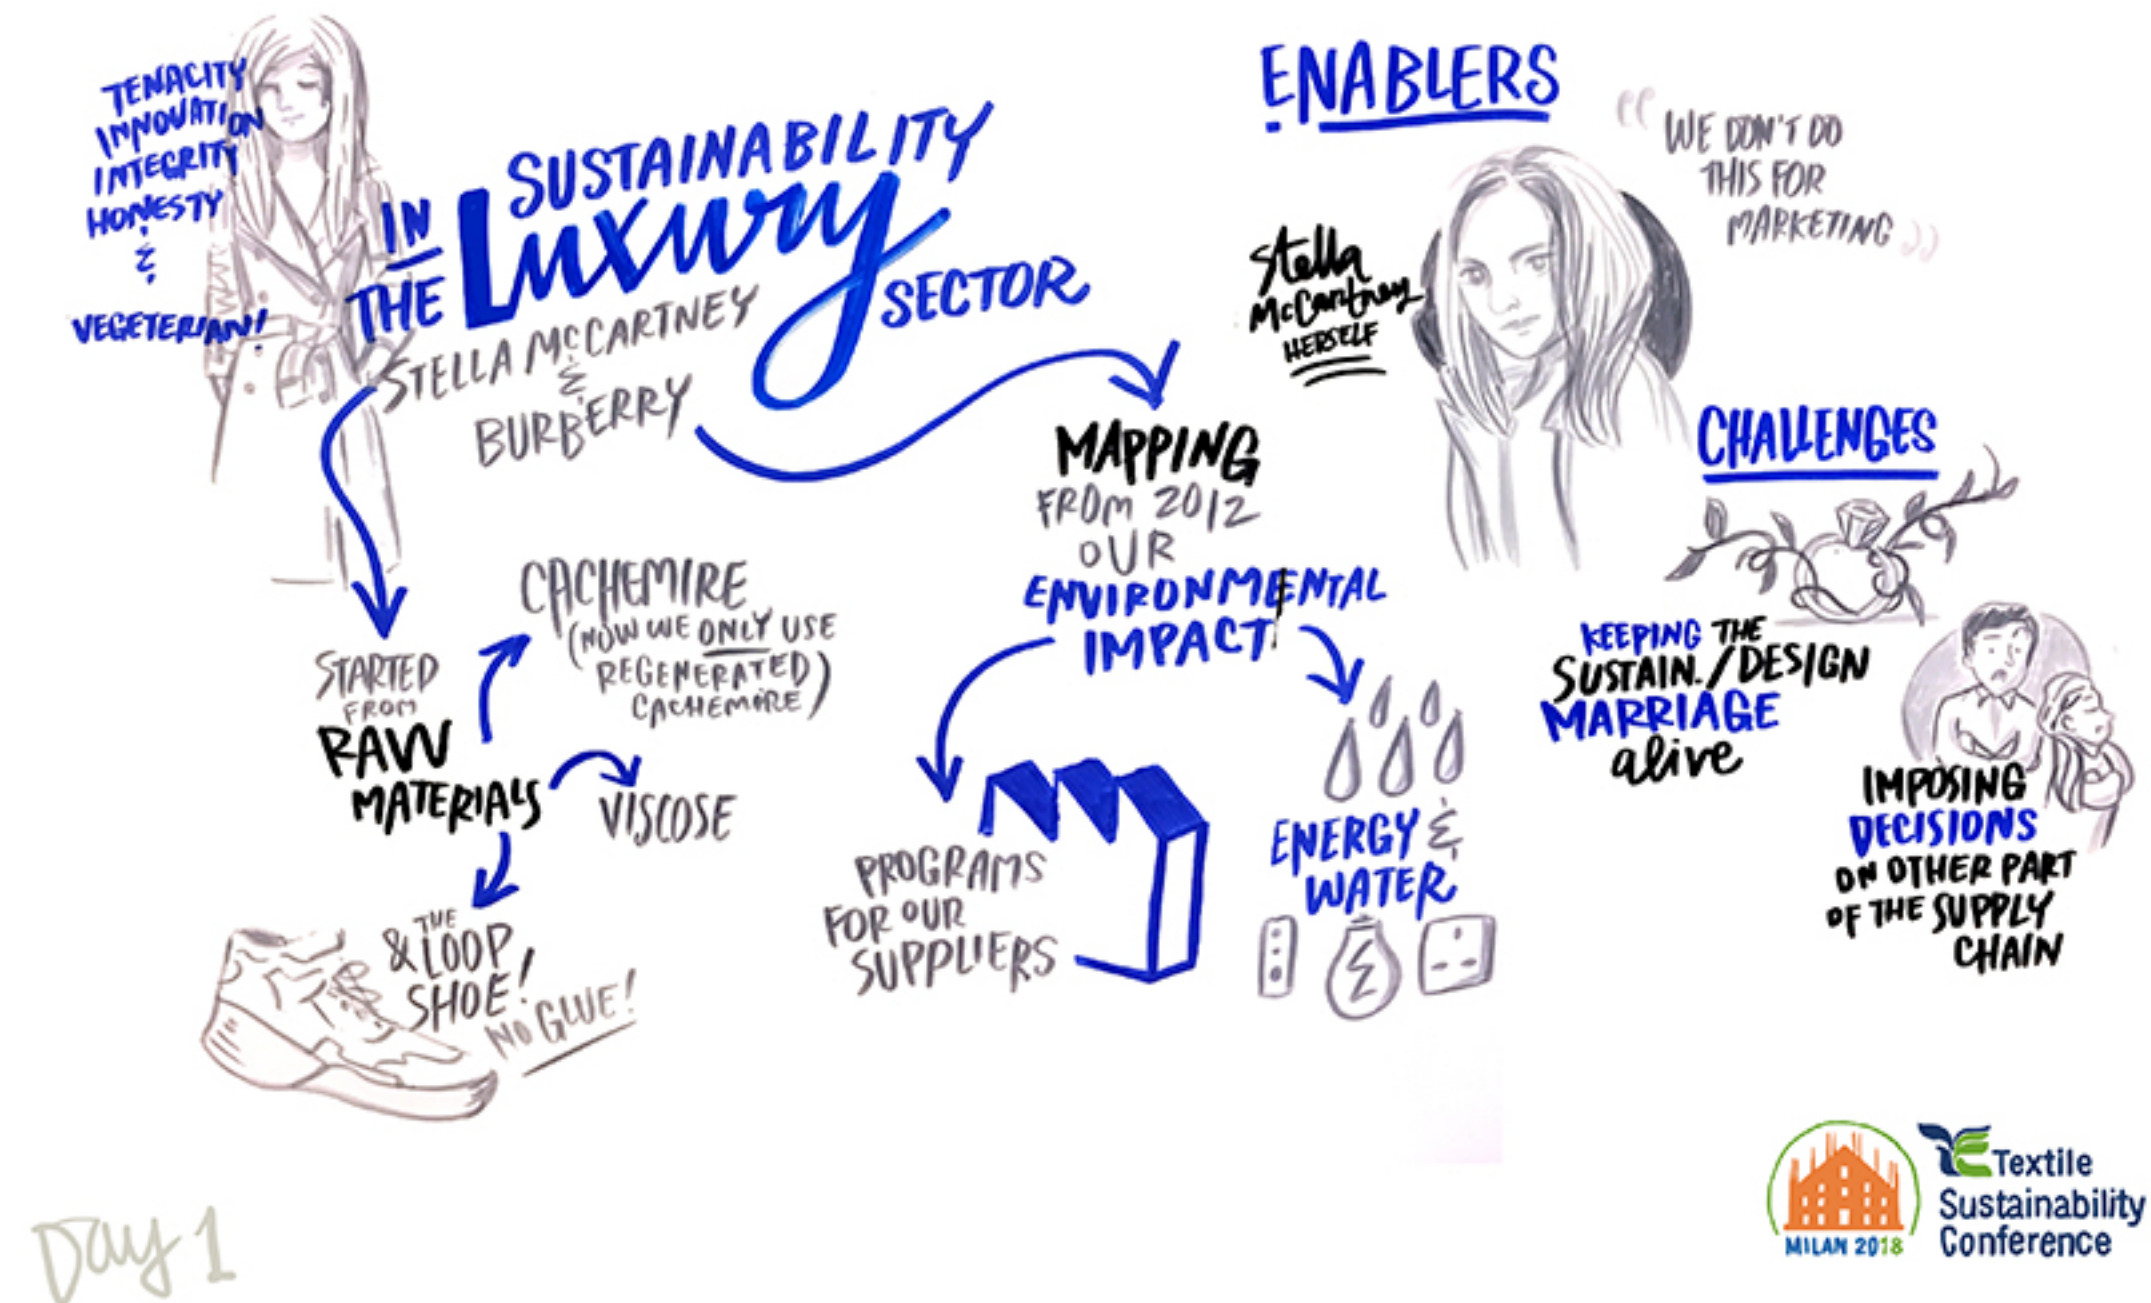 TENACITY
INNOVATION
INTEGRITY
HONESTY
&
VEGETERIAN!
SUSTAINABILITY
IN
THE Luxury
SECTOR
STELLA McCARTNEY
&
BURBERRY
STARTED
FROM
RAW
MATERIALS
CACHEMIRE
(NOW WE ONLY USE
REGENERATED)
CACHEMIRE)
VISCOSE
THE
& LOOP
SHOE!
NO GLUE!
MAPPING
FROM 2012
OUR
ENVIRONMENTAL
IMPACT
PROGRAMS
FOR OUR
SUPPLIERS
ENERGY &
WATER
ENABLERS
"WE DON'T DO
THIS FOR
MARKETING"
Stella
McCartney
HERSELF
CHALLENGES
KEEPING THE
SUSTAIN./DESIGN
MARRIAGE
alive
IMPOSING
DECISIONS
ON OTHER PART
OF THE SUPPLY
CHAIN
Day 1
MILAN 2018
Textile
Sustainability
Conference